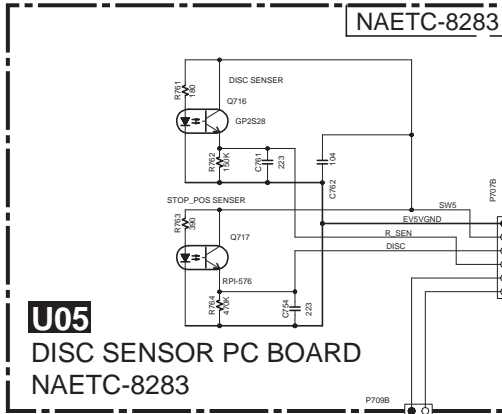 NAETC-8283
DISC SENSER
R761
180
Q716
GP2S28
R762
150K
C761
223
104
C762
P707B
STOP_POS SENSER
SW5
R763
390
EV5VGND
Q717
R_SEN
DISC
RPI-576
R764
470K
C754
223
U05
DISC SENSOR PC BOARD
NAETC-8283
P709B